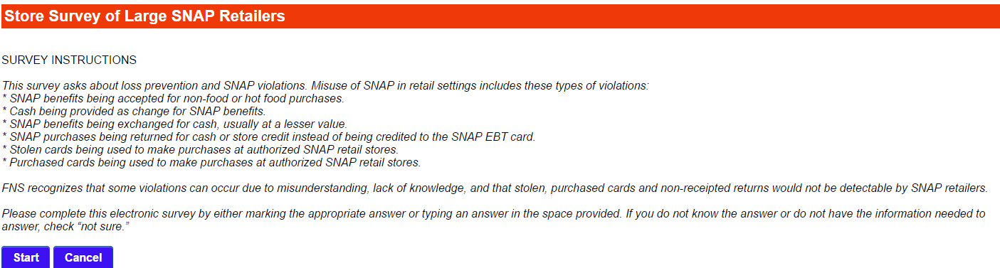 Store Survey of Large SNAP Retailers
SURVEY INSTRUCTIONS
This survey asks about loss prevention and SNAP violations. Misuse of SNAP in retail settings includes these types of violations:
* SNAP benefits being accepted for non-food or hot food purchases.
* Cash being provided as change for SNAP benefits.
* SNAP benefits being exchanged for cash, usually at a lesser value.
* SNAP purchases being returned for cash or store credit instead of being credited to the SNAP EBT card.
* Stolen cards being used to make purchases at authorized SNAP retail stores.
* Purchased cards being used to make purchases at authorized SNAP retail stores.
FNS recognizes that some violations can occur due to misunderstanding, lack of knowledge, and that stolen, purchased cards and non-receipted returns would not be detectable by SNAP retailers.
Please complete this electronic survey by either marking the appropriate answer or typing an answer in the space provided. If you do not know the answer or do not have the information needed to
answer, check “not sure.”
Start Cancel